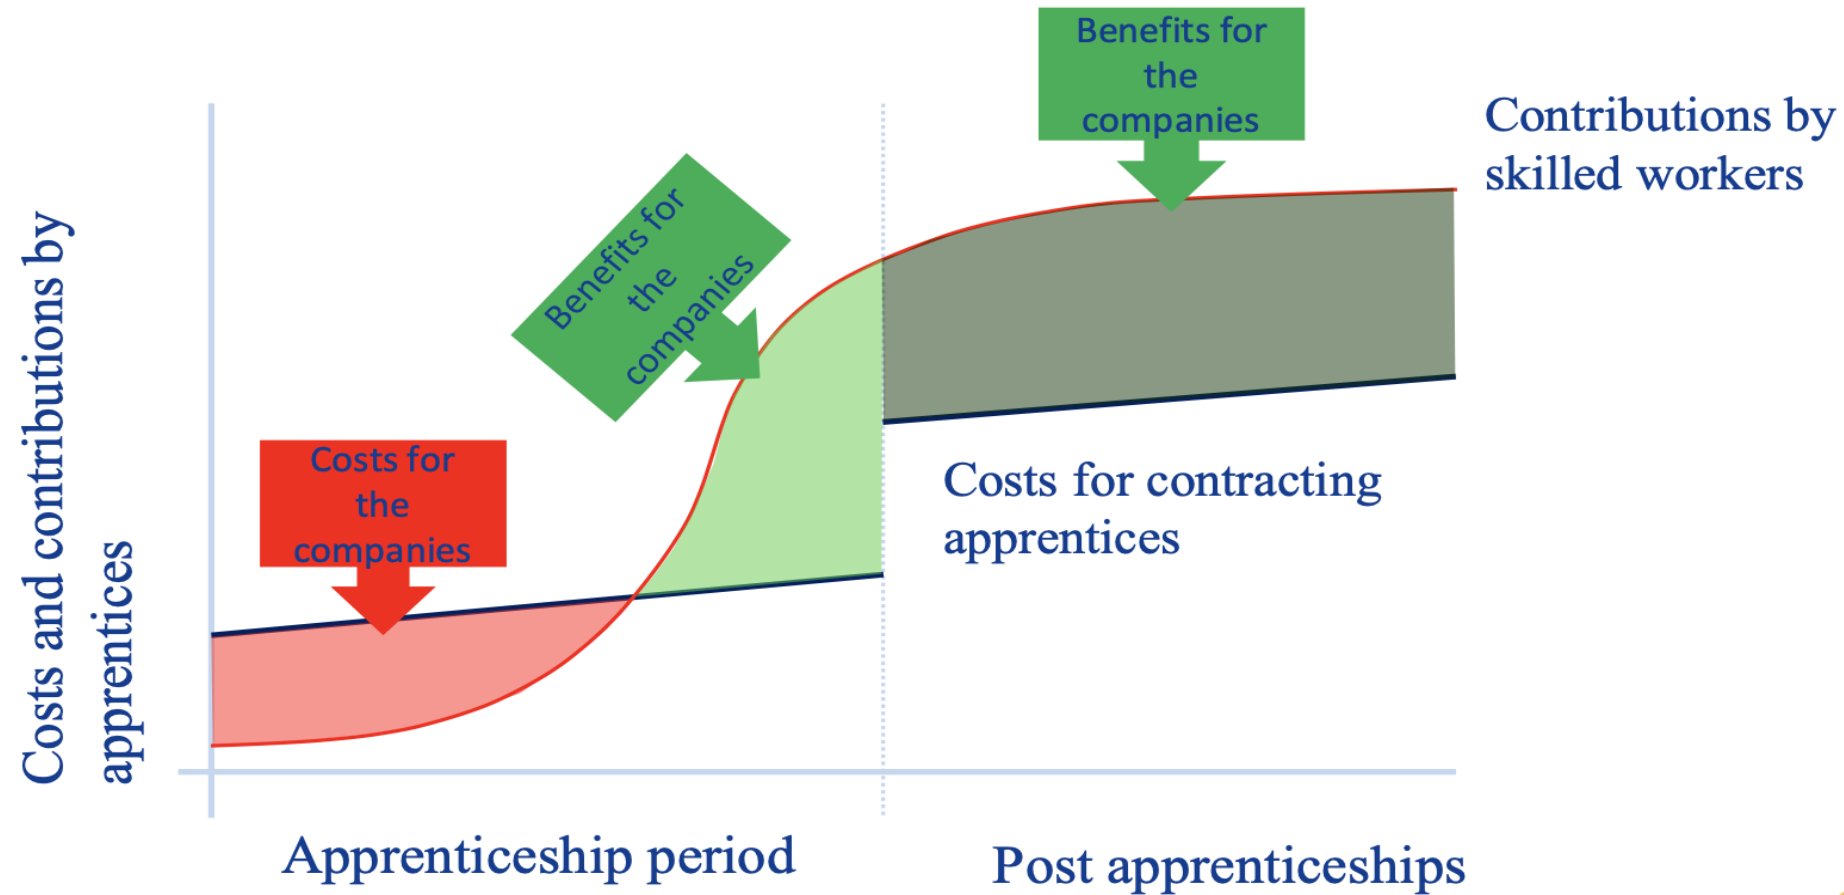 Costs and contributions by
apprentices
Costs for
the
companies
Benefits for
the
companies
Benefits for
the
companies
Contributions by
skilled workers
Costs for contracting
apprentices
Apprenticeship period
Post apprenticeships